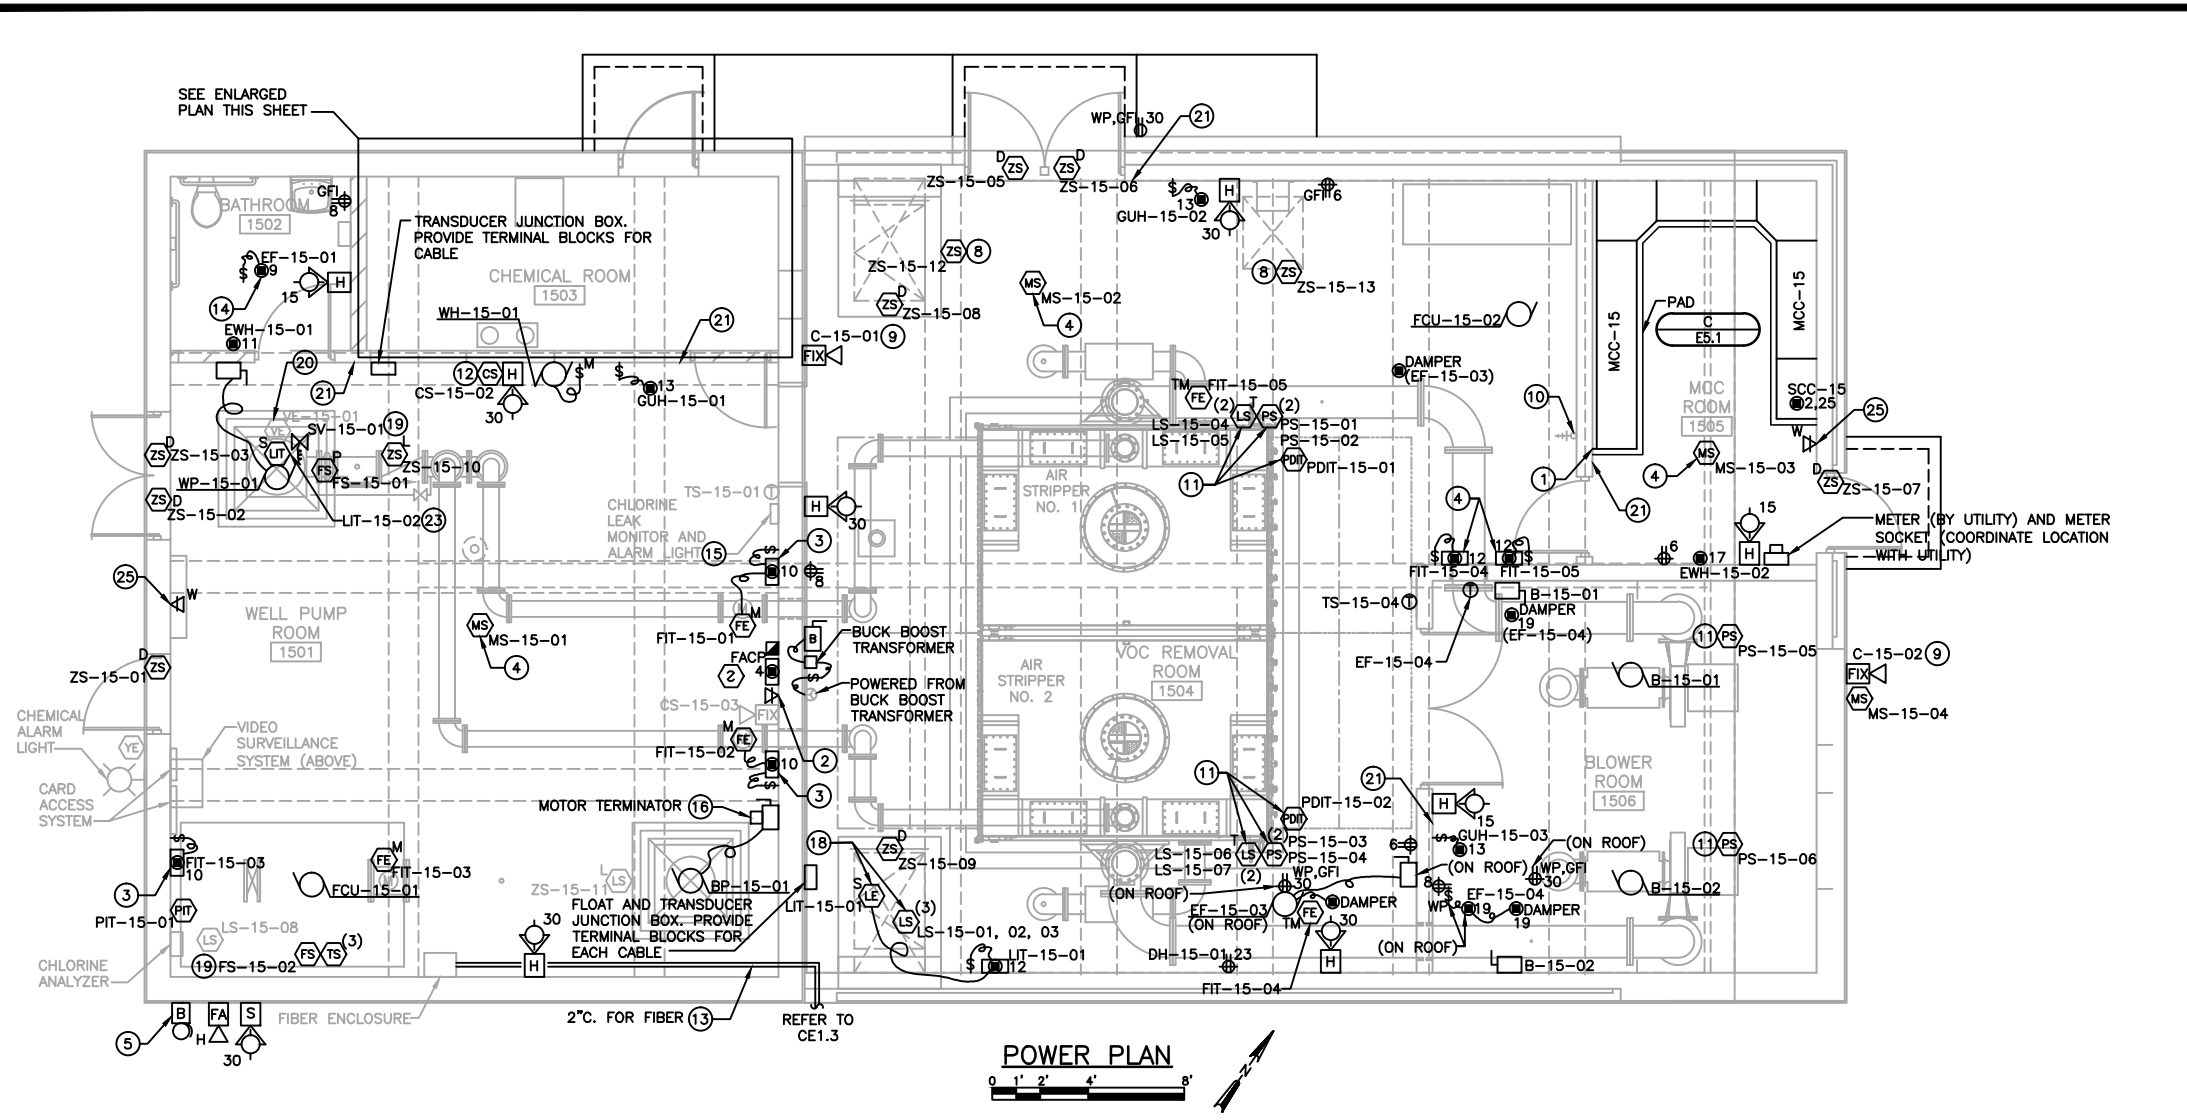 SEE ENLARGED
PLAN THIS SHEET
WP,GFI 30
21
D
ZS
ZS-15-05
D
ZS
ZS-15-06
GFI
8
BATHROOM
1502
TRANSDUCER JUNCTION BOX.
PROVIDE TERMINAL BLOCKS FOR
CABLE
CHEMICAL ROOM
1503
EF-15-01
9
$
14
15
H
EWH-15-01
11
20
21
WH-15-01
12
CS
H
CS-15-02
30
M
$
$
13
GUH-15-01
21
C-15-01
9
FIX
ZS
8
ZS-15-12
D
ZS
ZS-15-08
MS
MS-15-02
4
$
13
GUH-15-02
H
30
GFI 6
8
ZS
ZS-15-13
FCU-15-02
DAMPER
(EF-15-03)
MCC-15
PAD
C
E5.1
MCC-15
MCC
ROOM
1505
SCC-15
2,25
25
W
10
MS
4
MS-15-03
D
ZS
ZS-15-07
1
21
METER (BY UTILITY) AND METER
SOCKET (COORDINATE LOCATION
WITH UTILITY)
15
H
6
17
EWH-15-02
4
$
12
FIT-15-04
12
$
FIT-15-05
TS-15-04
T
T
B-15-01
DAMPER
19
(EF-15-04)
EF-15-04
TM
FIT-15-05
FE
(2)
T
LS
PS
(2)
LS-15-04
LS-15-05
PS-15-01
PS-15-02
PDIT
PDIT-15-01
11
AIR
STRIPPER
NO. 1
D
ZS
ZS-15-03
VE-15-01
VE
SV-15-01
19
S
LIT
E
P
FS
FS-15-01
L
ZS
ZS-15-10
WP-15-01
D
ZS
ZS-15-02
LIT-15-02
23
TS-15-01
T
CHLORINE
LEAK
MONITOR AND
ALARM LIGHT
15
H
30
3
$
10
8
M
FE
FIT-15-01
25
W
WELL PUMP
ROOM
1501
MS
MS-15-01
4
D
ZS
ZS-15-01
B
BUCK BOOST
TRANSFORMER
FACP
4
2
$
POWERED FROM
BUCK BOOST
TRANSFORMER
CS-15-03
FIX
M
FE
FIT-15-02
10
2
$
3
AIR
STRIPPER
NO. 2
VOC REMOVAL
ROOM
1504
11
PS
PS-15-05
C-15-02
9
FIX
MS
MS-15-04
B-15-01
CHEMICAL
ALARM
LIGHT
YE
VIDEO
SURVEILLANCE
SYSTEM (ABOVE)
CARD
ACCESS
SYSTEM
BLOWER
ROOM
1506
MOTOR TERMINATOR
16
11
PDIT-15-02
PDIT
T
LS
(2)
PS
(2)
LS-15-06
LS-15-07
PS-15-03
PS-15-04
WP,GFI
30
(ON ROOF)
21
H
15
GUH-15-03
$
13
6
(ON ROOF)
(ON ROOF)
WP,GFI
30
11
PS
PS-15-06
B-15-02
$
FIT-15-03
10
3
M
FE
FIT-15-03
FCU-15-01
PIT-15-01
PIT
LS
LS-15-08
ZS-15-11
L
LS
BP-15-01
18
D
ZS
ZS-15-09
S
LE
LIT-15-01
LS
(3)
LS-15-01, 02, 03
FLOAT AND TRANSDUCER
JUNCTION BOX. PROVIDE
TERMINAL BLOCKS FOR
EACH CABLE
EF-15-03
(ON ROOF)
TM
FE
DAMPER
8
WP
$
EF-15-04
19
DAMPER
19
(ON ROOF)
CHLORINE
ANALYZER
19
FS-15-02
FS
TS
(3)
30
H
LIT-15-01
$
12
DH-15-01,23
30
H
FIT-15-04
B-15-02
B
5
FA
H
S
30
FIBER ENCLOSURE
2"C. FOR FIBER
13
REFER TO
CE1.3
POWER PLAN
0 1' 2' 4' 8'
N